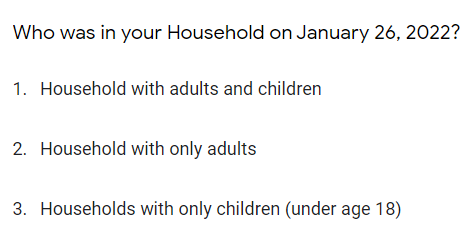 Who was in your Household on January 26, 2022?
1. Household with adults and children
2. Household with only adults
3. Households with only children (under age 18)